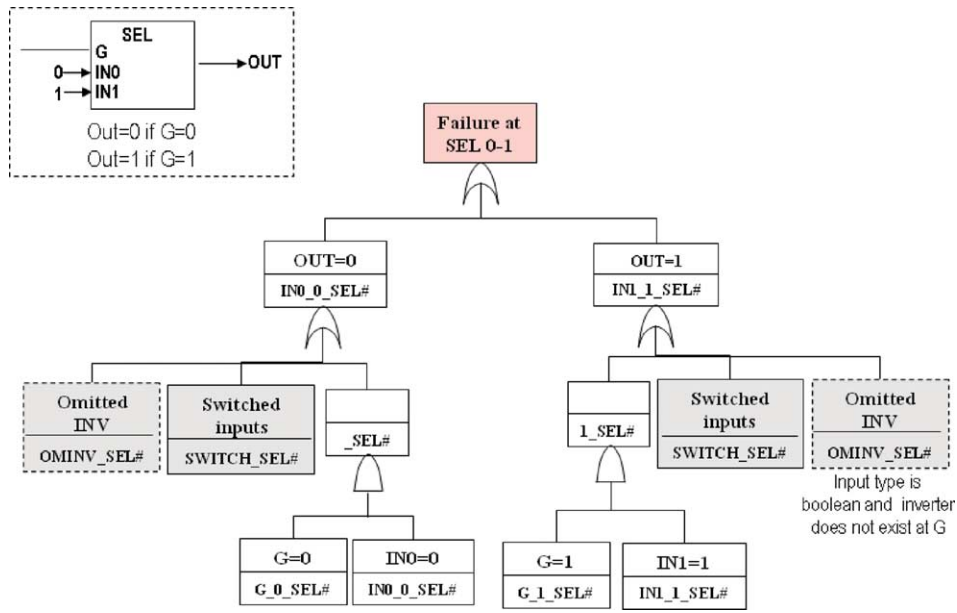 SEL
G
0 IN0
1 IN1
OUT
Out=0 if G=0
Out=1 if G=1
Failure at
SEL 0-1
OUT=0
IN0_0_SEL#
OUT=1
IN1_1_SEL#
Omitted
INV
OMINV_SEL#
Switched
inputs
SWITCH_SEL#
_SEL#
1_SEL#
Switched
inputs
SWITCH_SEL#
Omitted
INV
OMINV_SEL#
Input type is
boolean and inverter
does not exist at G
G=0
G_0_SEL#
IN0=0
IN0_0_SEL#
G=1
G_1_SEL#
IN1=1
IN1_1_SEL#